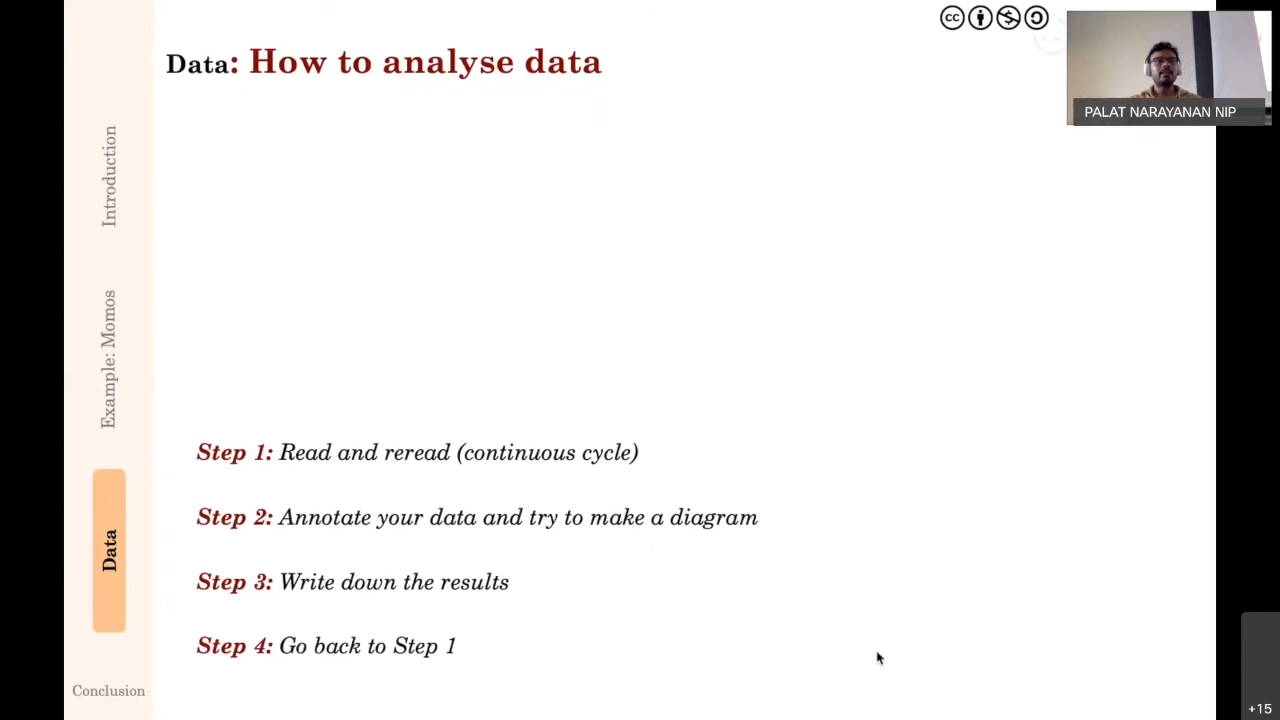 Data: How to analyse data
PALAT NARAYANAN NIP
Introduction
Example: Momos
Data
Conclusion
Step 1: Read and reread (continuous cycle)
Step 2: Annotate your data and try to make a diagram
Step 3: Write down the results
Step 4: Go back to Step 1
cc
+15